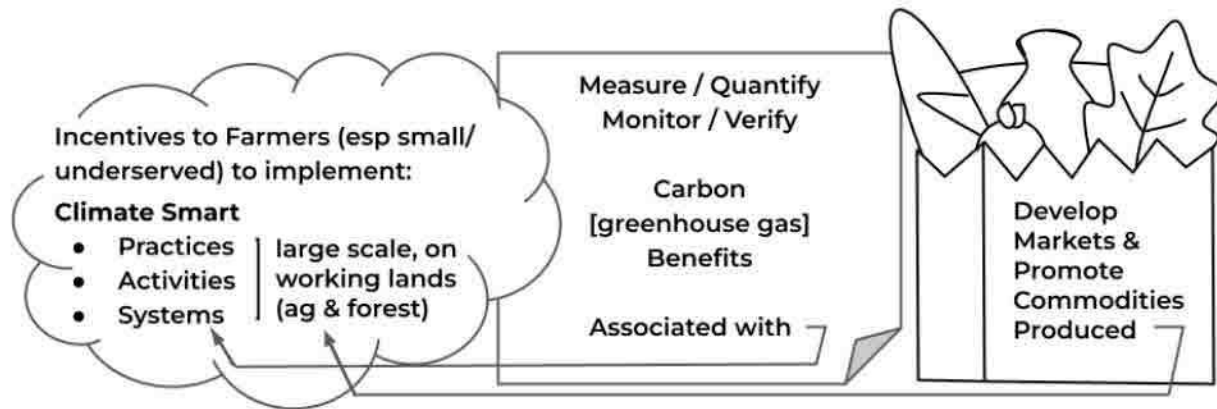 Incentives to Farmers (esp small/
underserved) to implement:
Climate Smart
● Practices
● Activities
● Systems
large scale, on
working lands
(ag & forest)
Measure / Quantify
Monitor / Verify
Carbon
[greenhouse gas]
Benefits
Associated with
Develop
Markets &
Promote
Commodities
Produced